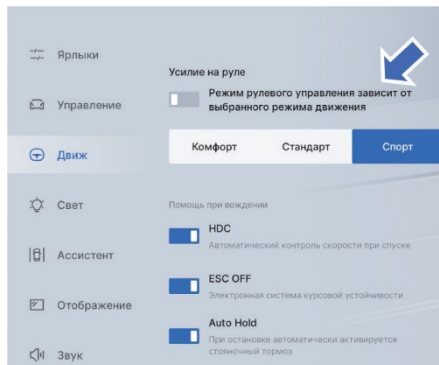 Ярлыки
Усилие на руле
Режим рулевого управления зависит от
выбранного режима движения
Управление
Комфорт
Стандарт
Спорт
Движ
Свет
Помощь при вождении
HDC
Автоматический контроль скорости при спуске
Ассистент
ESC OFF
Электронная система курсовой устойчивости
Отображение
Auto Hold
При остановке автоматически активируется
стояночный тормоз
Звук